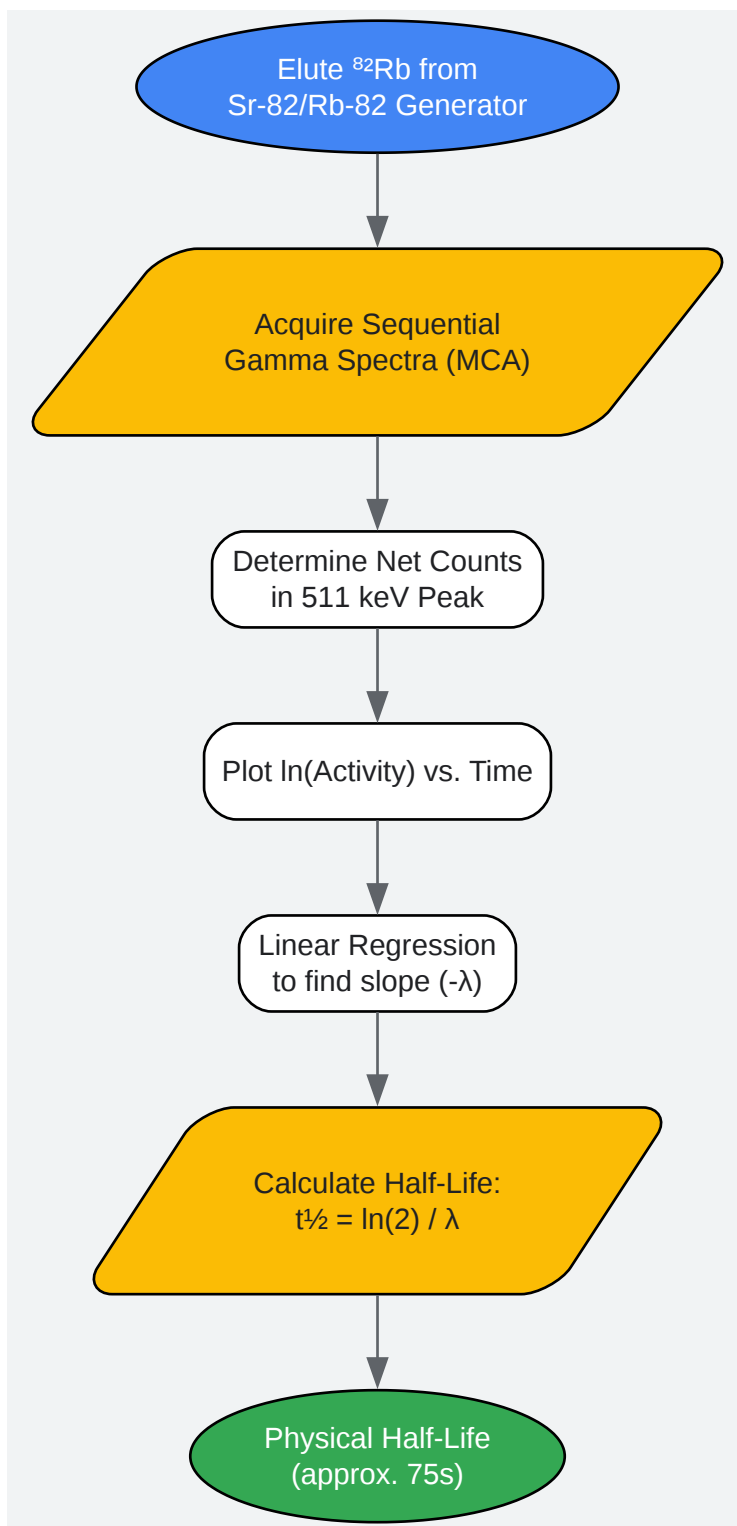 Elute ⁸²Rb from
Sr-82/Rb-82 Generator
Acquire Sequential
Gamma Spectra (MCA)
Determine Net Counts
in 511 keV Peak
Plot ln(Activity) vs. Time
Linear Regression
to find slope (-λ)
Calculate Half-Life:
t½ = ln(2) / λ
Physical Half-Life
(approx. 75s)